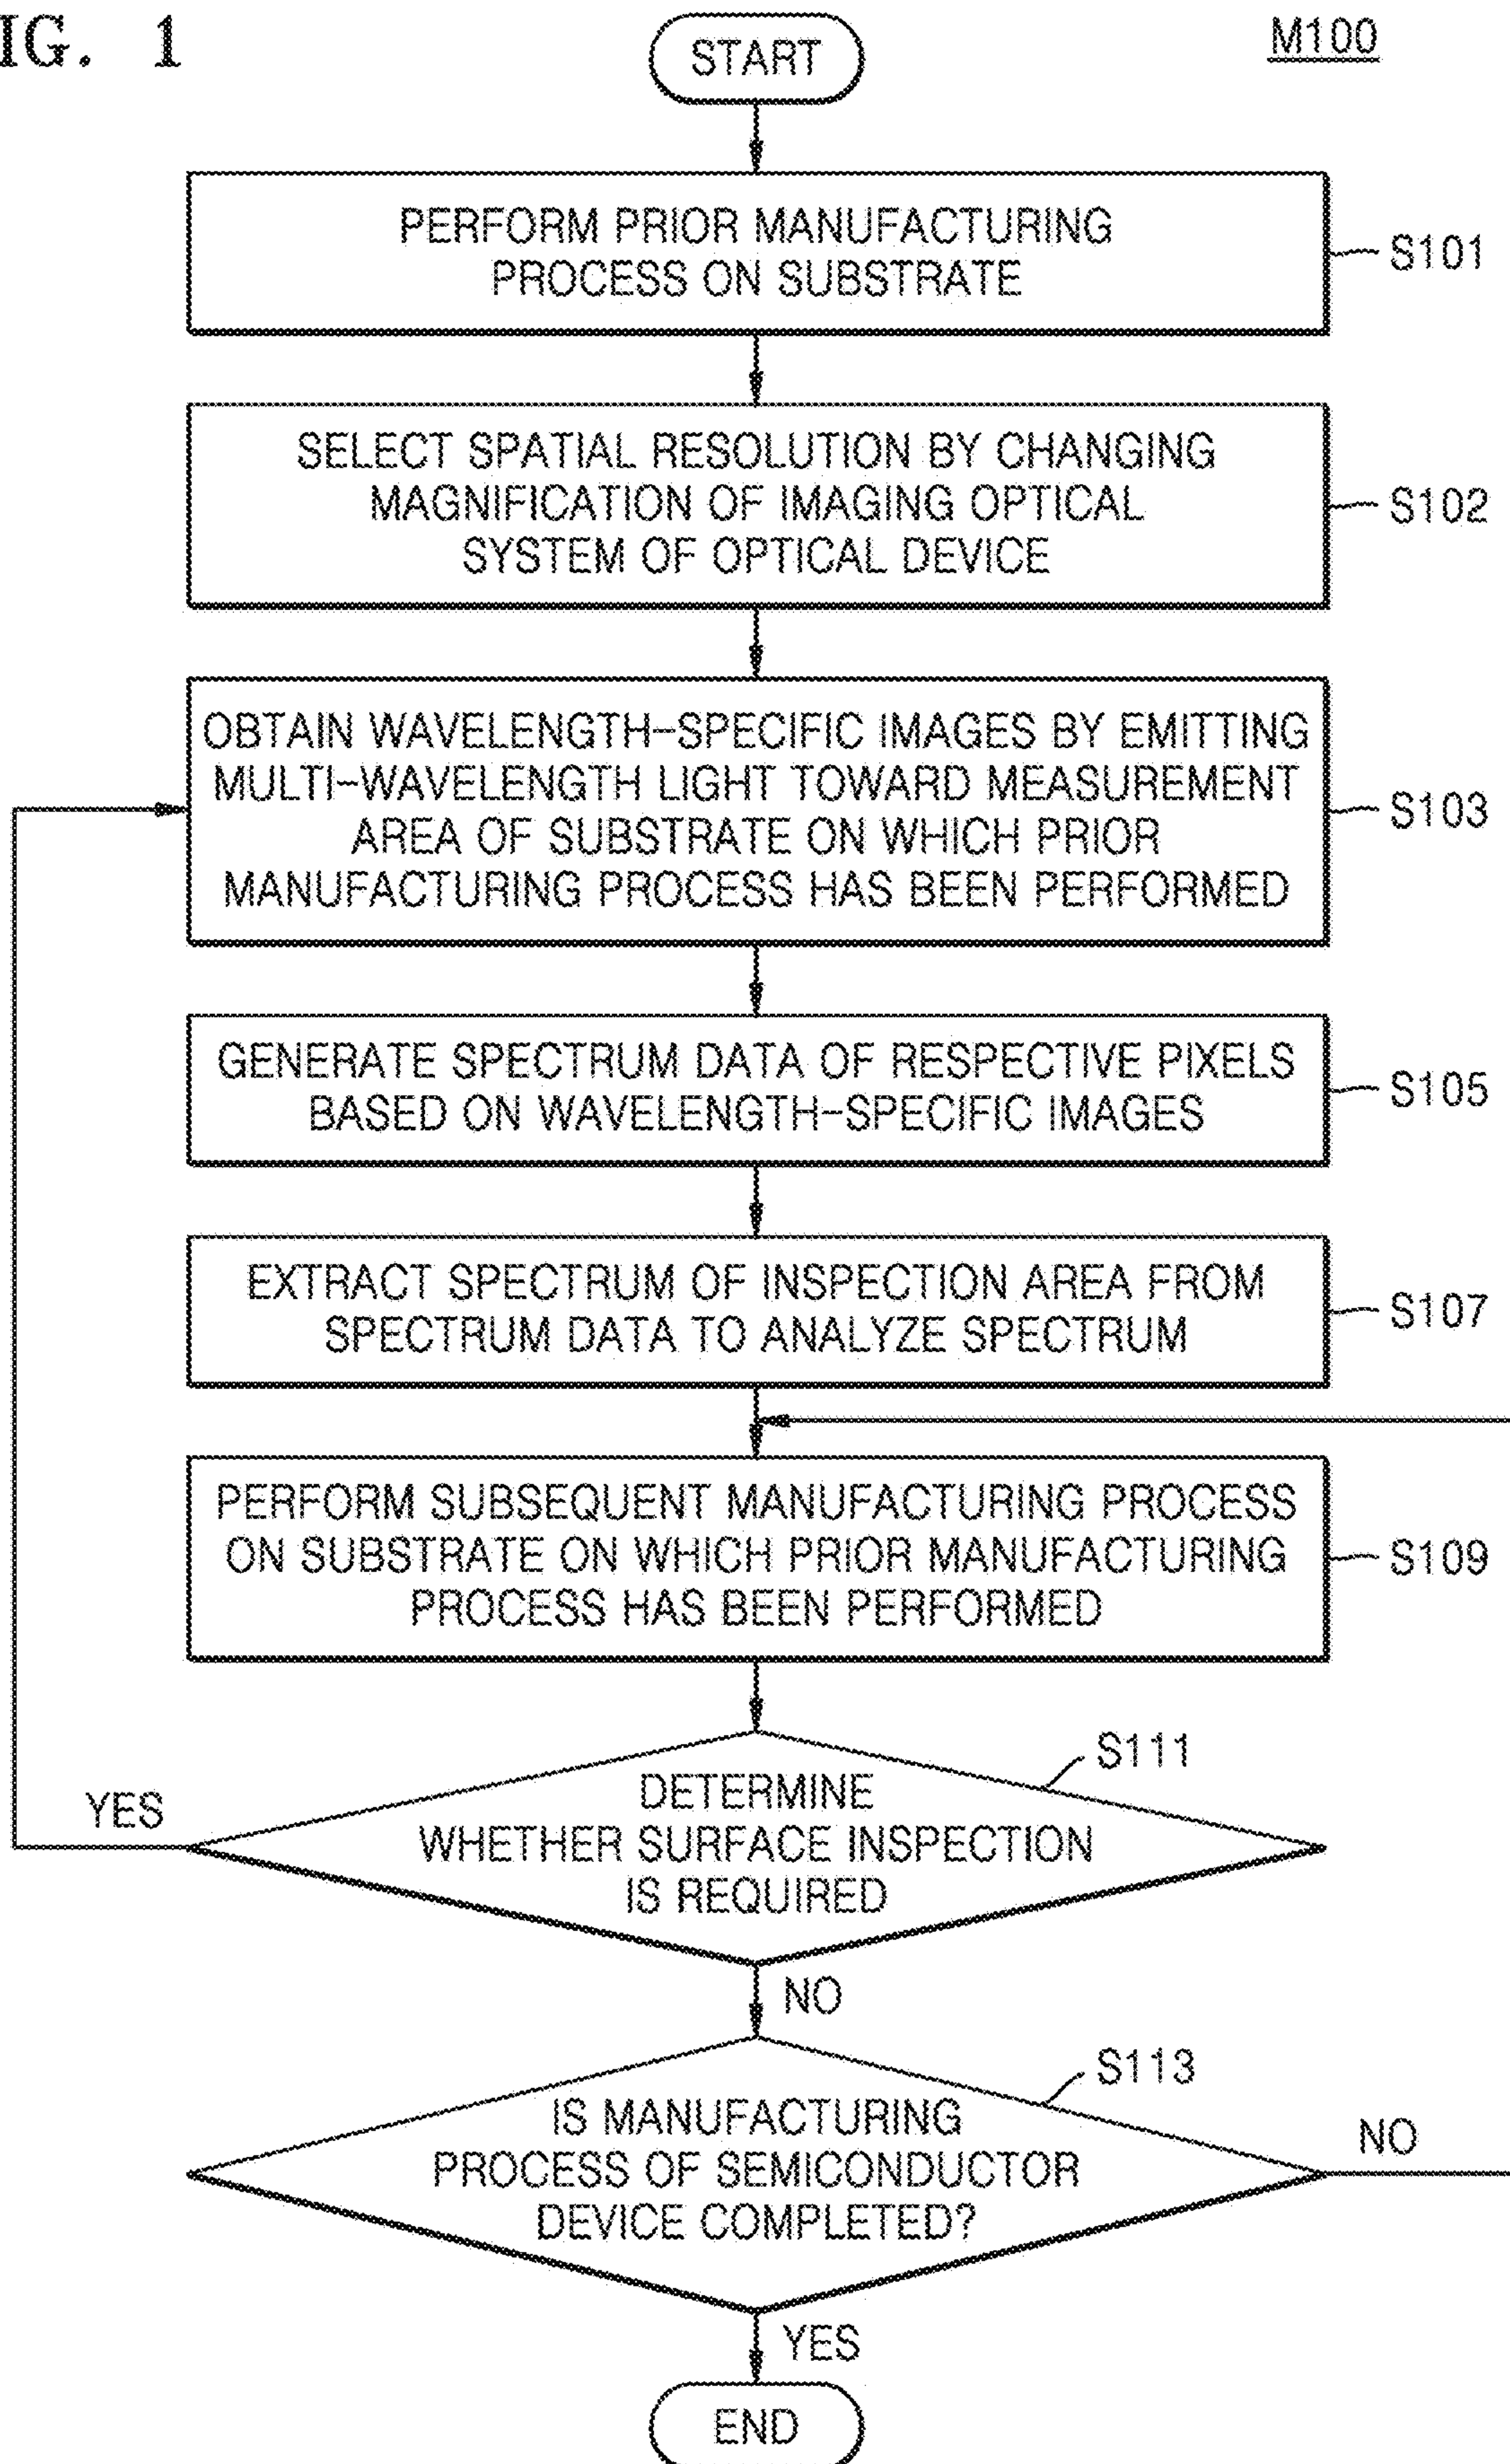 IG. 1
M100
START
PERFORM PRIOR MANUFACTURING
PROCESS ON SUBSTRATE
S101
SELECT SPATIAL RESOLUTION BY CHANGING
MAGNIFICATION OF IMAGING OPTICAL
SYSTEM OF OPTICAL DEVICE
S102
OBTAIN WAVELENGTH-SPECIFIC IMAGES BY EMITTING
MULTI-WAVELENGTH LIGHT TOWARD MEASUREMENT
AREA OF SUBSTRATE ON WHICH PRIOR
MANUFACTURING PROCESS HAS BEEN PERFORMED
S103
GENERATE SPECTRUM DATA OF RESPECTIVE PIXELS
BASED ON WAVELENGTH-SPECIFIC IMAGES
S105
EXTRACT SPECTRUM OF INSPECTION AREA FROM
SPECTRUM DATA TO ANALYZE SPECTRUM
S107
PERFORM SUBSEQUENT MANUFACTURING PROCESS
ON SUBSTRATE ON WHICH PRIOR MANUFACTURING
PROCESS HAS BEEN PERFORMED
S109
S111
YES
DETERMINE
WHETHER SURFACE INSPECTION
IS REQUIRED
NO
S113
IS MANUFACTURING
PROCESS OF SEMICONDUCTOR
DEVICE COMPLETED?
NO
YES
END